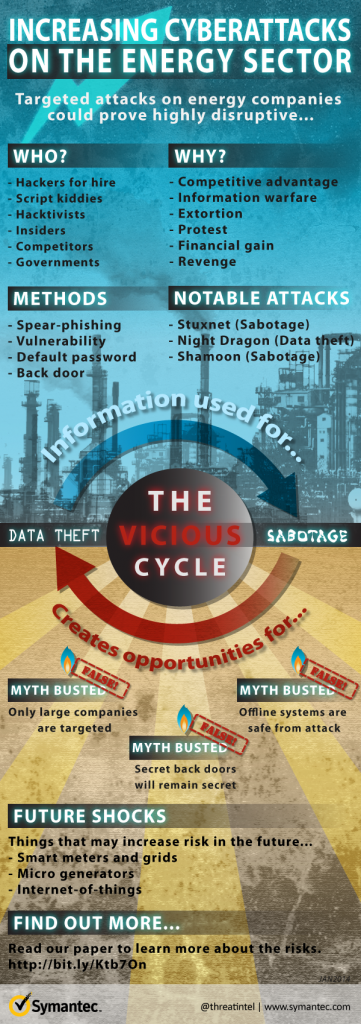 INCREASING CYBERATTACKS
ON THE ENERGY SECTOR
Targeted attacks on energy companies
could prove highly disruptive...
WHO?
- Hackers for hire
- Script kiddies
- Hacktivists
- Insiders
- Competitors
- Governments
WHY?
- Competitive advantage
- Information warfare
- Extortion
- Protest
- Financial gain
- Revenge
METHODS
- Spear-phishing
- Vulnerability
- Default password
- Back door
NOTABLE ATTACKS
- Stuxnet (Sabotage)
- Night Dragon (Data theft)
- Shamoon (Sabotage)
Information used for...
DATA THEFT
THE
VICIOUS
CYCLE
SABOTAGE
Creates opportunities for...
FALSE!
MYTH BUSTED
Only large companies
are targeted
FALSE!
MYTH BUSTED
Secret back doors
will remain secret
FALSE!
MYTH BUSTED
Offline systems are
safe from attack
FUTURE SHOCKS
Things that may increase risk in the future...
- Smart meters and grids
- Micro generators
- Internet-of-things
FIND OUT MORE...
Read our paper to learn more about the risks.
http://bit.ly/Ktb7On
JAN2014
Symantec.
@threatintel | www.symantec.com